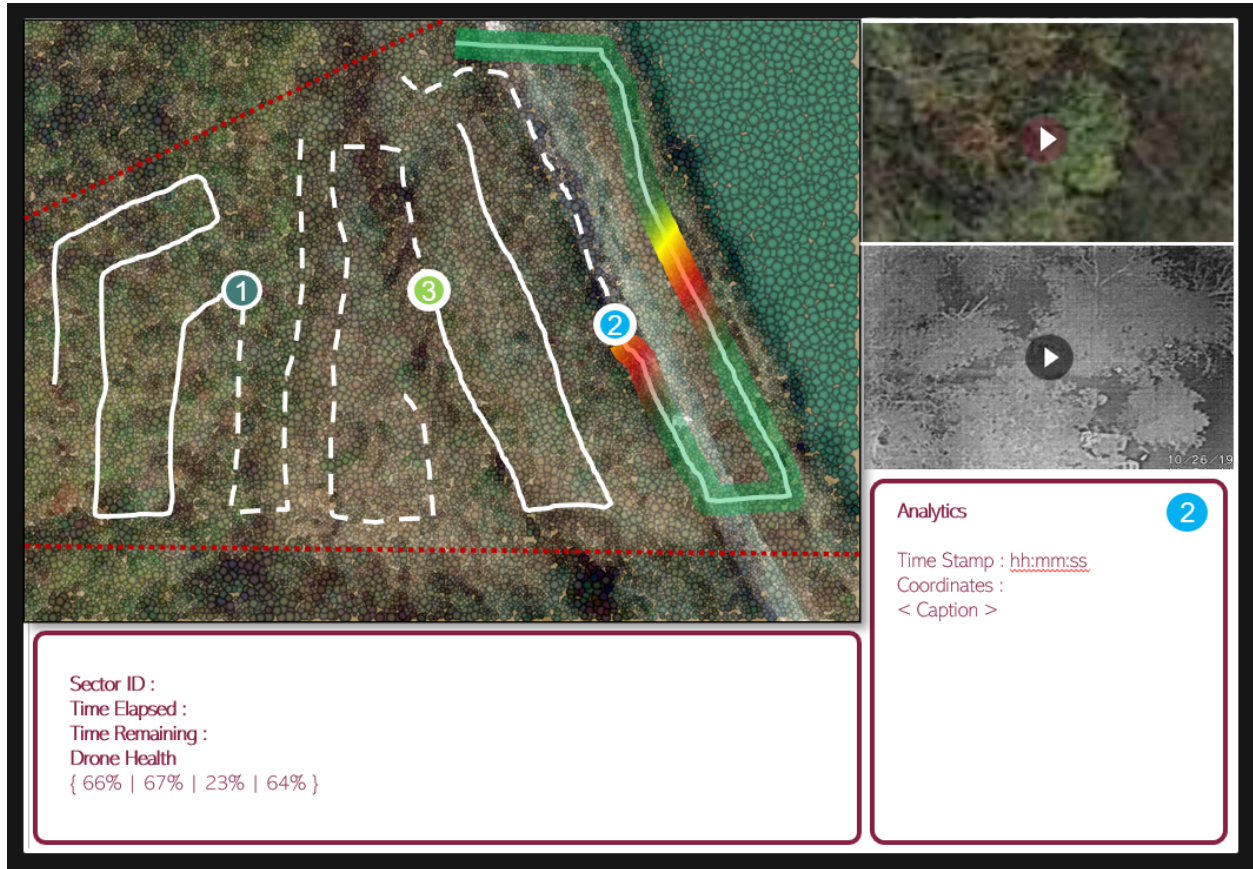 1
3
2
10/26/19
Analytics
2
Time Stamp : hh:mm:ss
Coordinates :
< Caption >
Sector ID :
Time Elapsed :
Time Remaining :
Drone Health
{ 66% | 67% | 23% | 64% }